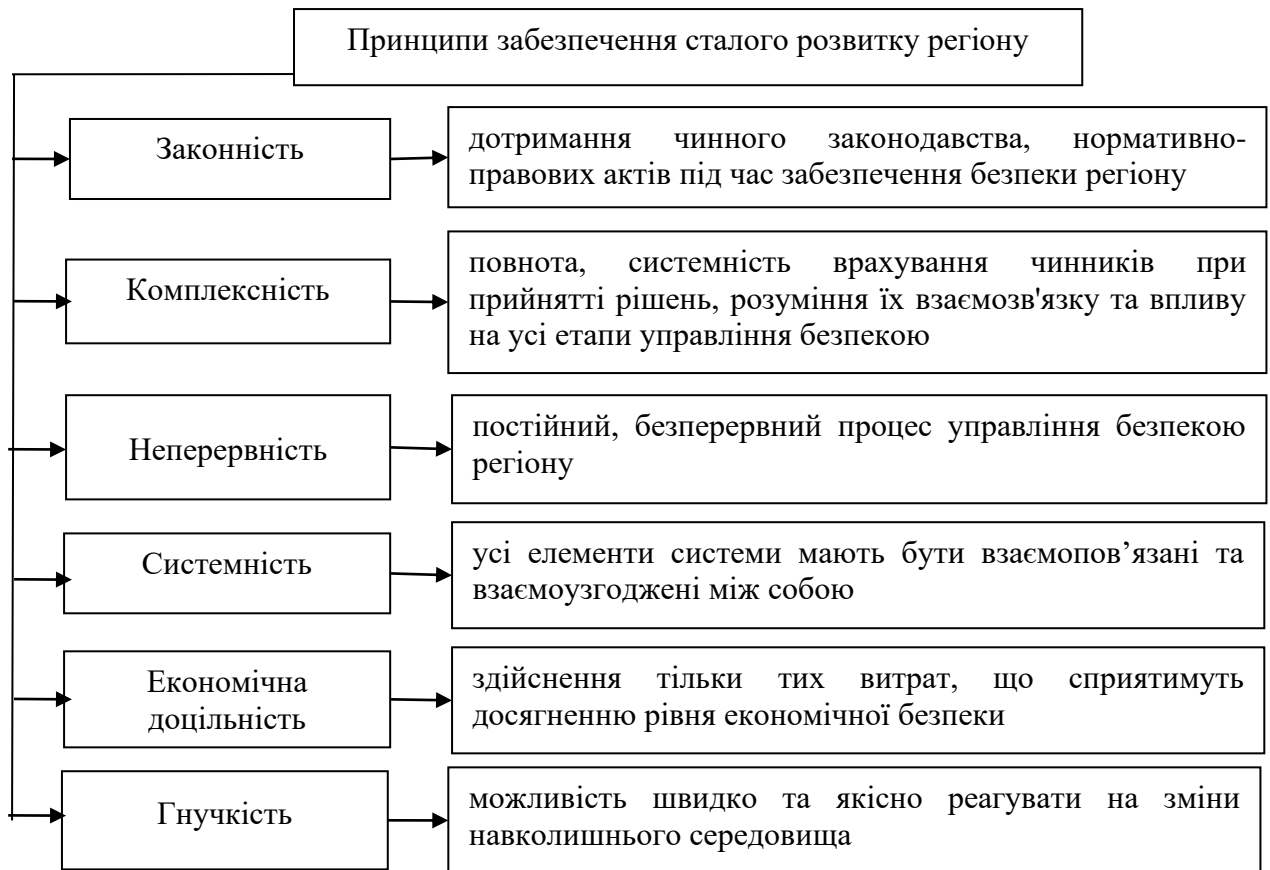 Принципи забезпечення сталого розвитку регіону
Законність
дотримання чинного законодавства, нормативно-
правових актів під час забезпечення безпеки регіону
Комплексність
повнота, системність врахування чинників при
прийнятті рішень, розуміння їх взаємозв'язку та впливу
на усі етапи управління безпекою
Неперервність
постійний, безперервний процес управління безпекою
регіону
Системність
усі елементи системи мають бути взаємопов’язані та
взаємоузгоджені між собою
Економічна
доцільність
здійснення тільки тих витрат, що сприятимуть
досягненню рівня економічної безпеки
Гнучкість
можливість швидко та якісно реагувати на зміни
навколишнього середовища